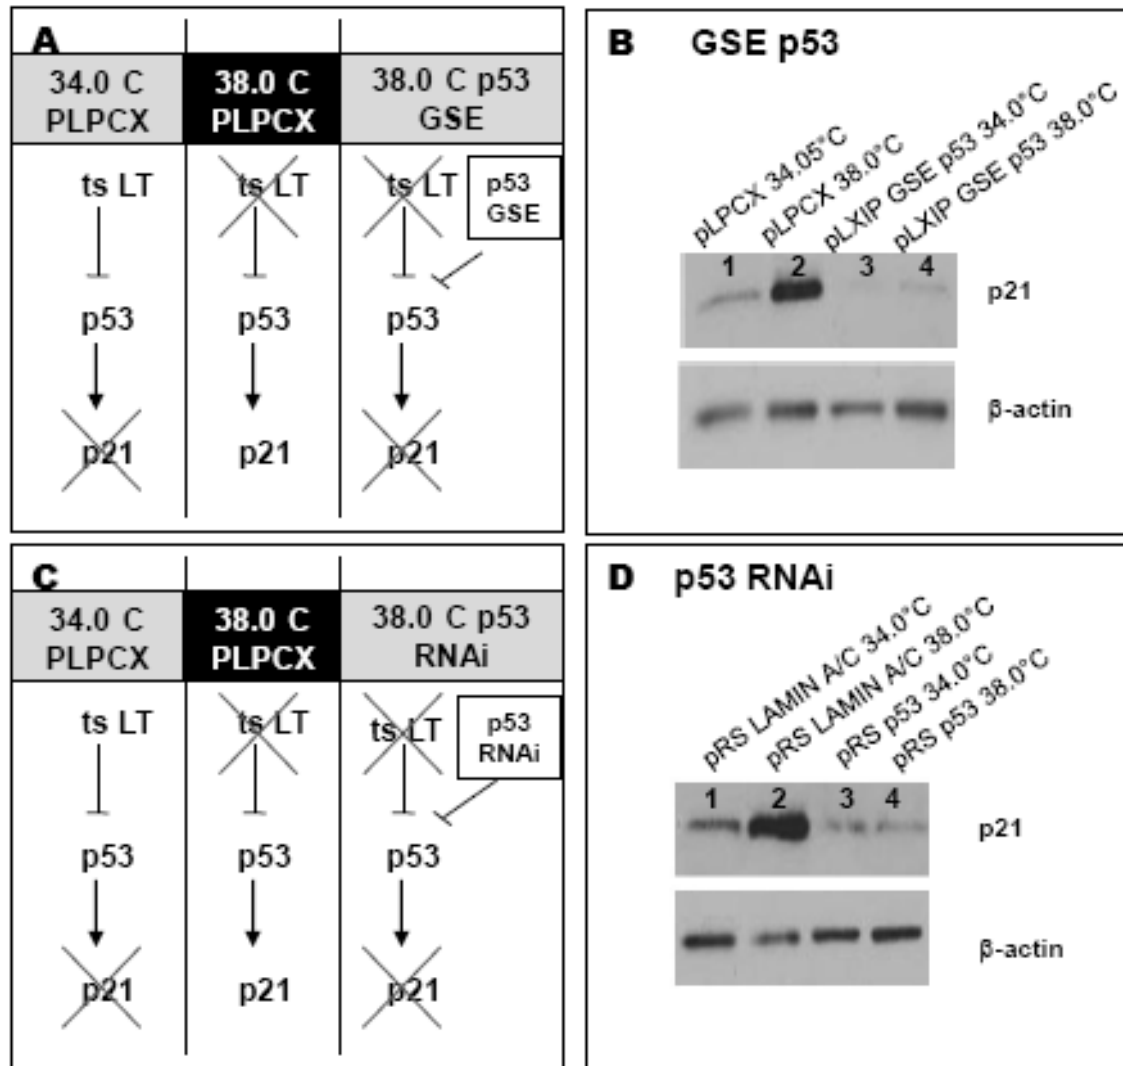 A
34.0 C
PLPCX
38.0 C
PLPCX
38.0 C p53
GSE
ts LT
ts LT
ts LT
p53
GSE
p53
p53
p53
p21
p21
p21
B GSE p53
pLPCX 34.05°C
pLPCX 38.0°C
pLXIP GSE p53 34.0°C
pLXIP GSE p53 38.0°C
1 2 3 4
p21
β-actin
C
34.0 C
PLPCX
38.0 C
PLPCX
38.0 C p53
RNAi
ts LT
ts LT
ts LT
p53
RNAi
p53
p53
p53
p21
p21
p21
D p53 RNAi
pRS LAMIN A/C 34.0°C
pRS LAMIN A/C 38.0°C
pRS p53 34.0°C
pRS p53 38.0°C
1 2 3 4
p21
β-actin